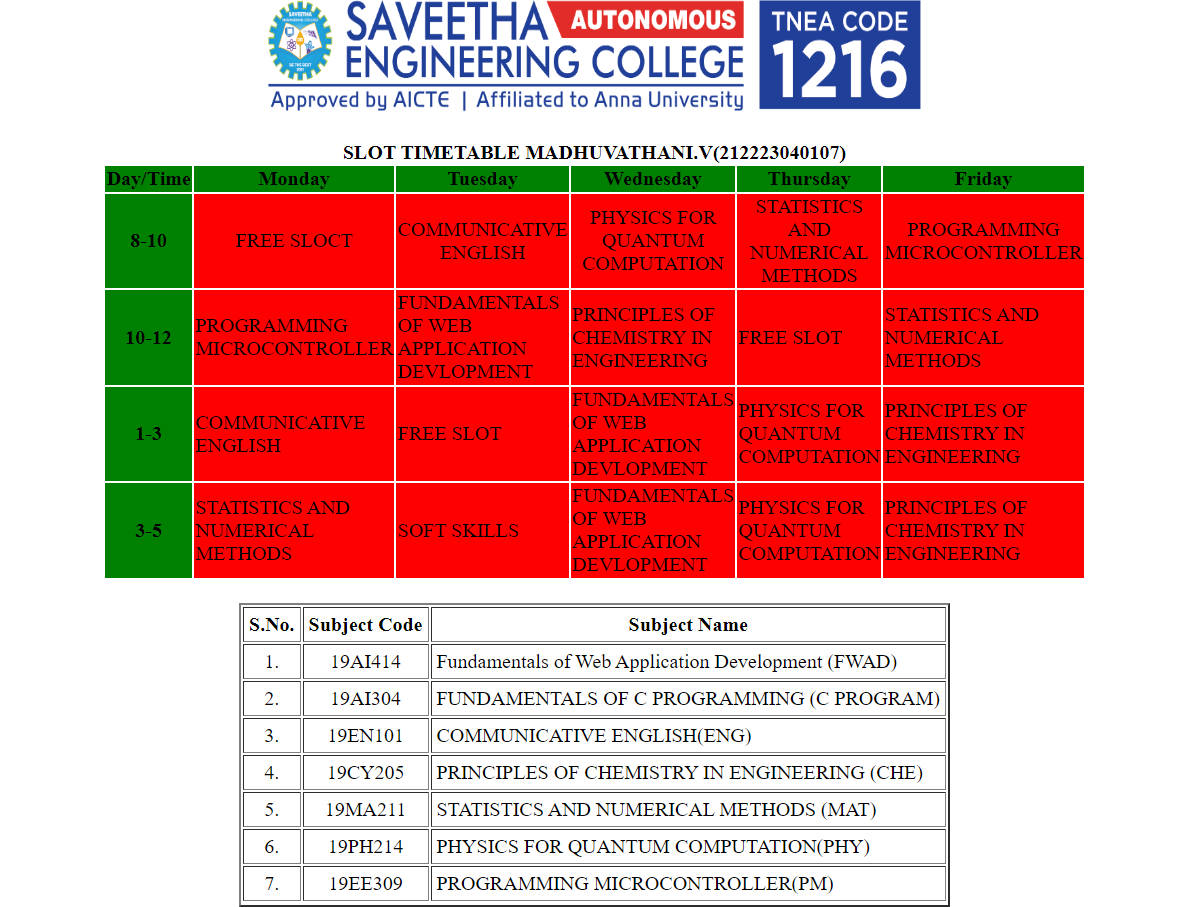 SAVEETHA AUTONOMOUS
ENGINEERING COLLEGE
Approved by AICTE | Affiliated to Anna University
TNEA CODE
1216
SLOT TIMETABLE MADHUVATHANI.V(212223040107)
Day/Time Monday Tuesday Wednesday Thursday Friday
8-10
FREE SLOCT
COMMUNICATIVE
ENGLISH
PHYSICS FOR
QUANTUM
COMPUTATION
STATISTICS
AND
NUMERICAL
METHODS
PROGRAMMING
MICROCONTROLLER
10-12
PROGRAMMING
MICROCONTROLLER
FUNDAMENTALS
OF WEB
APPLICATION
DEVLOPMENT
PRINCIPLES OF
CHEMISTRY IN
ENGINEERING
FREE SLOT
STATISTICS AND
NUMERICAL
METHODS
1-3
COMMUNICATIVE
ENGLISH
FREE SLOT
FUNDAMENTALS
OF WEB
APPLICATION
DEVLOPMENT
PHYSICS FOR
QUANTUM
COMPUTATION
PRINCIPLES OF
CHEMISTRY IN
ENGINEERING
3-5
STATISTICS AND
NUMERICAL
METHODS
SOFT SKILLS
FUNDAMENTALS
OF WEB
APPLICATION
DEVLOPMENT
PHYSICS FOR
QUANTUM
COMPUTATION
PRINCIPLES OF
CHEMISTRY IN
ENGINEERING
S.No. Subject Code Subject Name
1. 19AI414 Fundamentals of Web Application Development (FWAD)
2. 19AI304 FUNDAMENTALS OF C PROGRAMMING (C PROGRAM)
3. 19EN101 COMMUNICATIVE ENGLISH(ENG)
4. 19CY205 PRINCIPLES OF CHEMISTRY IN ENGINEERING (CHE)
5. 19MA211 STATISTICS AND NUMERICAL METHODS (MAT)
6. 19PH214 PHYSICS FOR QUANTUM COMPUTATION(PHY)
7. 19EE309 PROGRAMMING MICROCONTROLLER(PM)